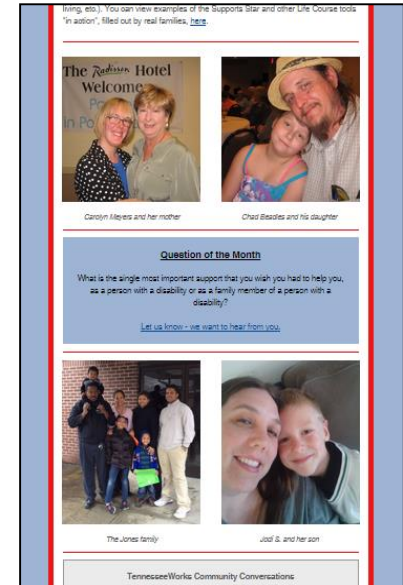 living, etc.). You can view examples of the Supports Star and other Life Course tools
"in action", filled out by real families, here.
The Radisson Hotel
Welcomes
in Po
Carolyn Meyers and her mother
Chad Beadles and his daughter
Question of the Month
What is the single most important support that you wish you had to help you,
as a person with a disability or as a family member of a person with a
disability?
Let us know - we want to hear from you.
The Jones family
Jodi S. and her son
TennesseeWorks Community Conversations